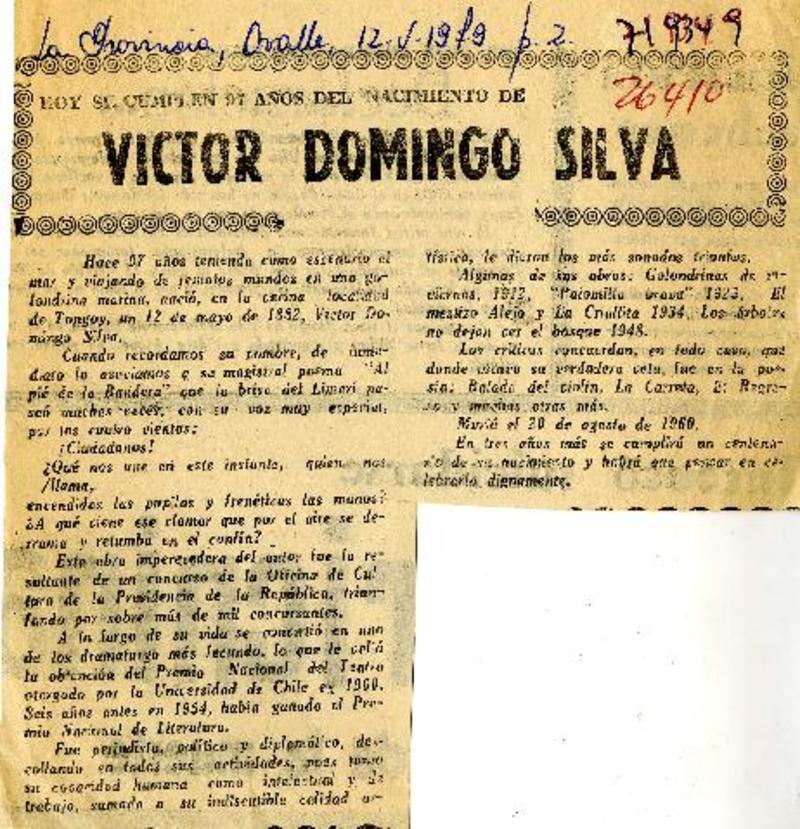 La Provincia, Ovalle, 12.V.1979 p. 2. 719349
26410
HOY SE CUMPLEN 97 AÑOS DEL NACIMIENTO DE
VICTOR DOMINGO SILVA
Hace 97 años teniendo como escenario el
mar y viajando de remotos mundos en una go-
londrina marina, nació, en la vecina localidad
de Tongoy, un 12 de mayo de 1882, Víctor Do-
mingo Silva.
Cuando recordamos su nombre, de inme-
diato lo asociamos a su magistral poema "Al
pié de la Bandera" que la brisa del Limarí pa-
seó muchas veces, con su voz muy especial,
por los cuatro vientos:
¡Ciudadanos!
¿Qué nos une en este instante, quien nos
/llama,
encendidas las pupilas y frenéticas las manos?
¿A qué viene ese clamor que por el aire se de-
rrama y retumba en el confín?
Esta obra imperecedera del autor fue la re-
sultante de un concurso de la Oficina de Cul-
tura de la Presidencia de la República, triun-
fando por sobre más de mil concursantes.
A lo largo de su vida se convirtió en uno
de los dramaturgo más fecundo, lo que le valió
la obtención del Premio Nacional del Teatro
otorgado por la Universidad de Chile en 1960.
Seis años antes en 1954, había ganado el Pre-
mio Nacional de Literatura.
Fue periodista, político y diplomático, des-
collando en todas sus actividades, pues
su capacidad humana como intelectual y de
trabajo, sumada a su indiscutible calidad ar-
tística, le dieron los más sonados triunfos.
Algunas de sus obras: Golondrinas de in-
viernos, 1912, "Palomilla brava" 1923, El
mestizo Alejo y La Criollita 1934, Los árboles
no dejan ver el bosque 1948.
Los críticos concuerdan, en todo caso, que
donde estuvo su verdadera veta, fue en la poe-
sía: Balada del violín, La Carreta, El Regre-
so y muchas otras más.
Murió el 20 de agosto de 1960.
En tres años más se cumplirá un centena-
rio de su nacimiento y habrá que pensar en ce-
lebrarlo dignamente.